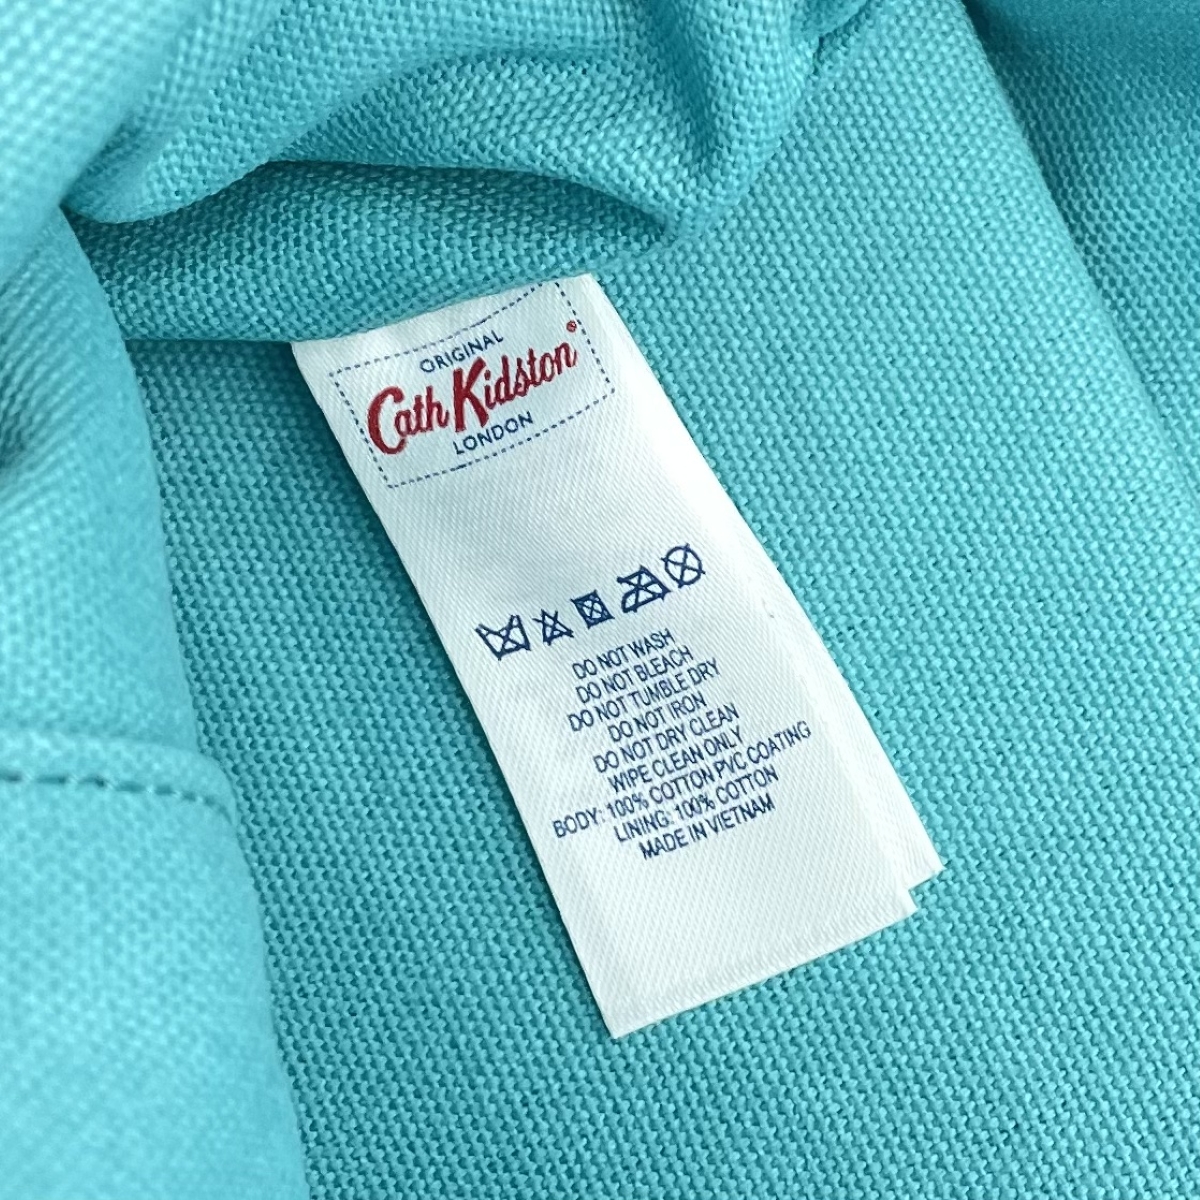 ORIGINAL
Cath Kidston®
LONDON
DO NOT WASH
DO NOT BLEACH
DO NOT TUMBLE DRY
DO NOT IRON
DO NOT DRY CLEAN
WIPE CLEAN ONLY
BODY: 100% COTTON PVC COATING
LINING: 100% COTTON
MADE IN VIETNAM